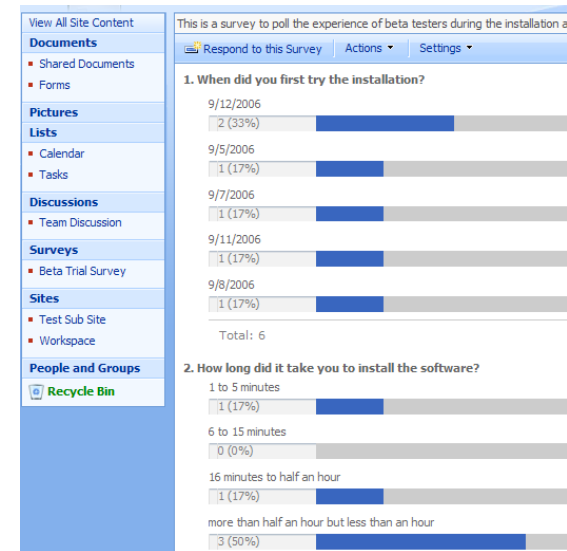 View All Site Content
Documents
Shared Documents
Forms
Pictures
Lists
Calendar
Tasks
Discussions
Team Discussion
Surveys
Beta Trial Survey
Sites
Test Sub Site
Workspace
People and Groups
Recycle Bin
This is a survey to poll the experience of beta testers during the installation a
Respond to this Survey Actions Settings
1. When did you first try the installation?
9/12/2006
2 (33%)
9/5/2006
1 (17%)
9/7/2006
1 (17%)
9/11/2006
1 (17%)
9/8/2006
1 (17%)
Total: 6
2. How long did it take you to install the software?
1 to 5 minutes
1 (17%)
6 to 15 minutes
0 (0%)
16 minutes to half an hour
1 (17%)
more than half an hour but less than an hour
3 (50%)